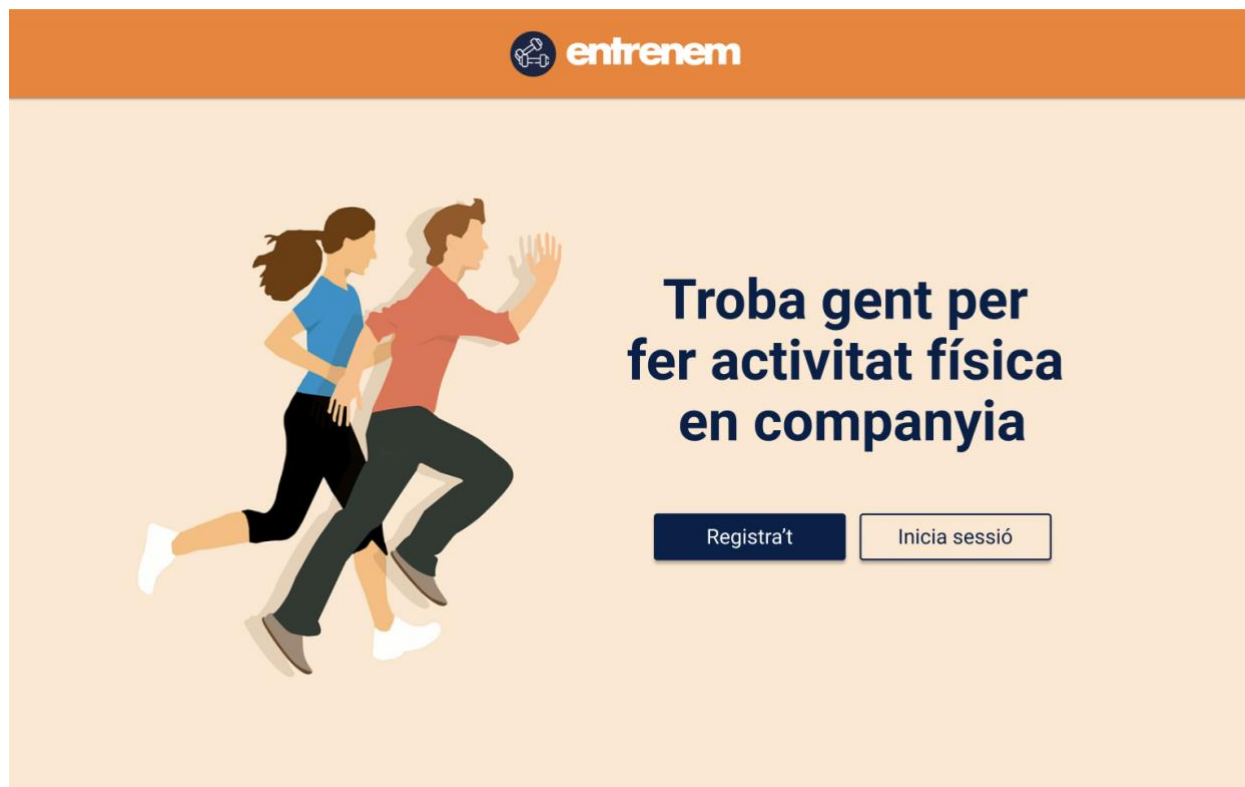 entrenem
Troba gent per
fer activitat física
en companyia
Registra’t
Inicia sessió